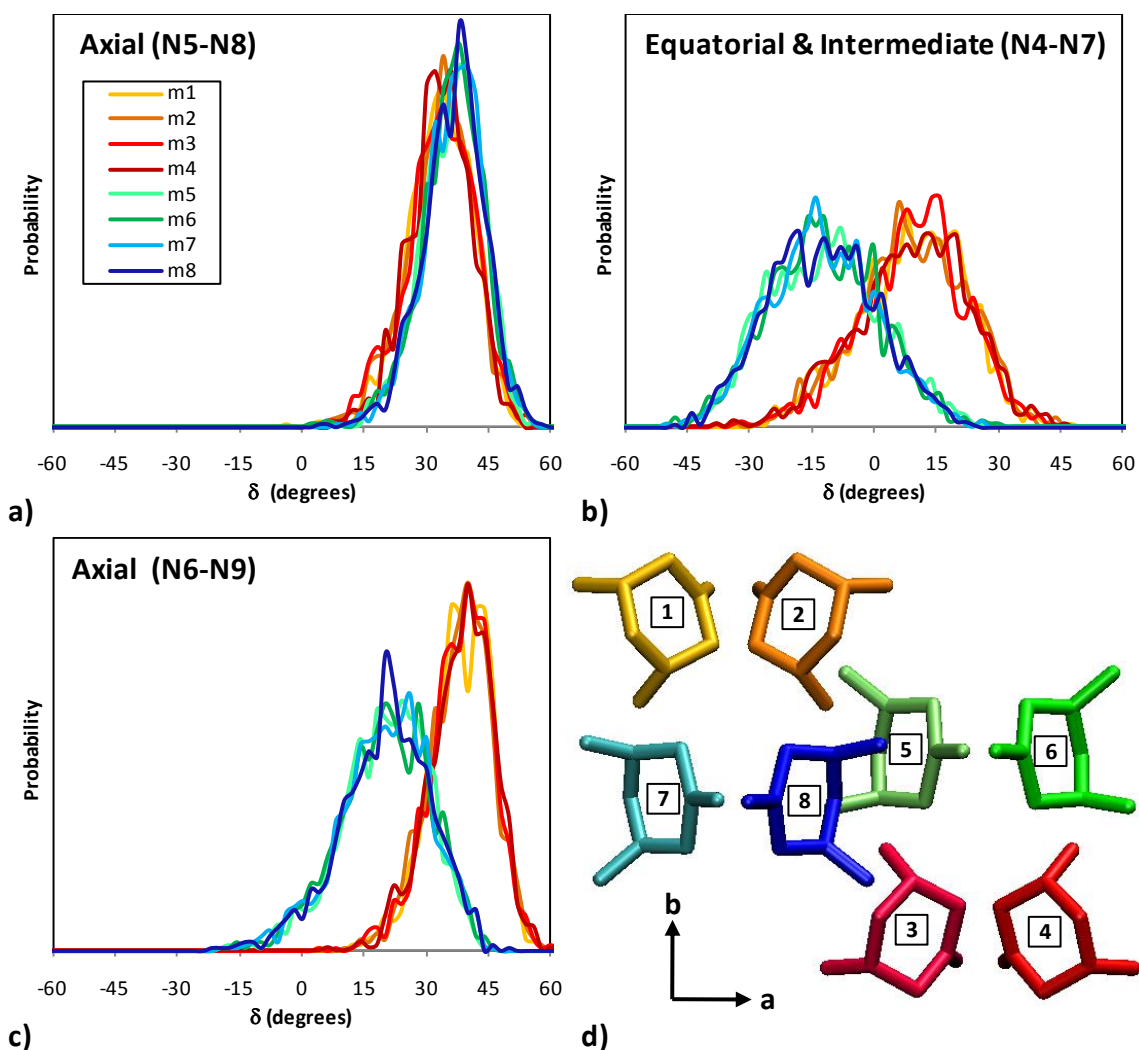 Axial (N5-N8)
m1
m2
m3
m4
m5
m6
m7
m8
Probability
-60 -45 -30 -15 0 15 30 45 60
δ (degrees)
a)
Equatorial & Intermediate (N4-N7)
Probability
-60 -45 -30 -15 0 15 30 45 60
δ (degrees)
b)
Axial (N6-N9)
Probability
-60 -45 -30 -15 0 15 30 45 60
δ (degrees)
c)
1
2
5
6
7
8
3
4
b
a
d)